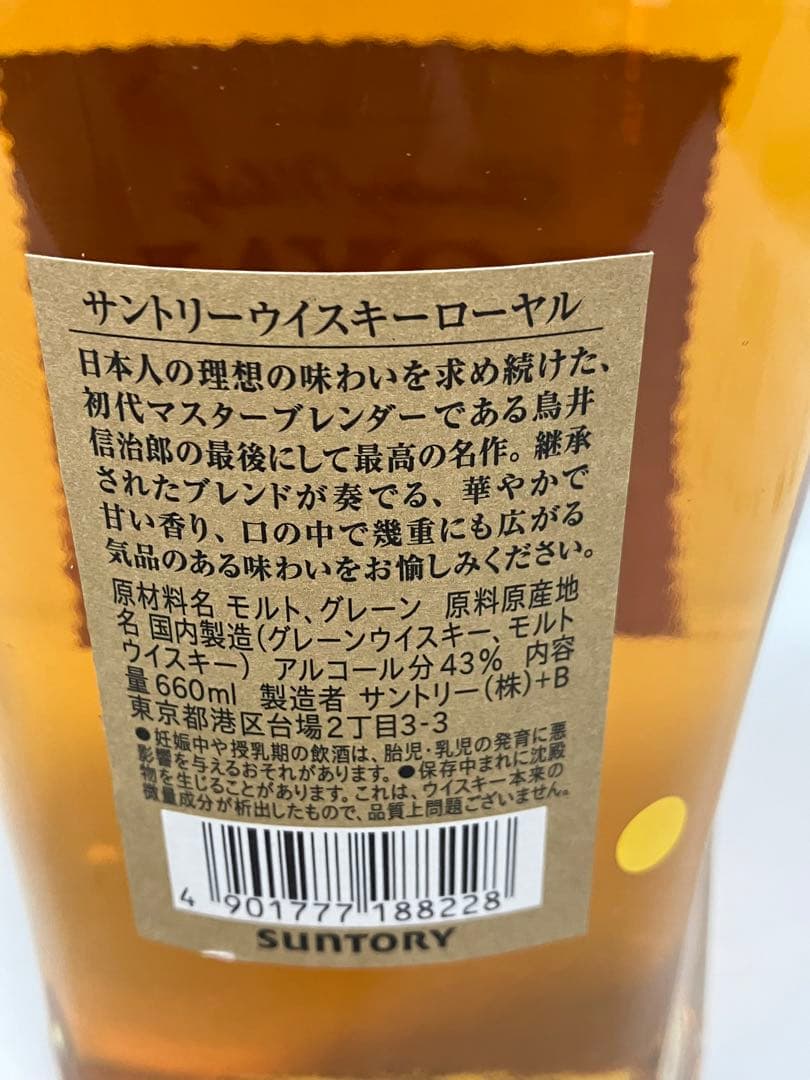 サントリーウイスキーローヤル
日本人の理想の味わいを求め続けた、
初代マスターブレンダーである鳥井
信治郎の最後にして最高の名作。継承
されたブレンドが奏でる、華やかで
甘い香り、口の中で幾重にも広がる
気品のある味わいをお愉しみください。
原材料名 モルト、グレーン 原料原産地
名 国内製造(グレーンウイスキー、モルト
ウイスキー) アルコール分43% 内容
量660ml 製造者 サントリー(株)+B
東京都港区台場2丁目3-3
●妊娠中や授乳期の飲酒は、胎児・乳児の発育に悪
影響を与えるおそれがあります。●保存中まれに沈殿
物を生じることがあります。これは、ウイスキー本来の
微量成分が析出したもので、品質上問題ございません。
4 901777 188228
SUNTORY